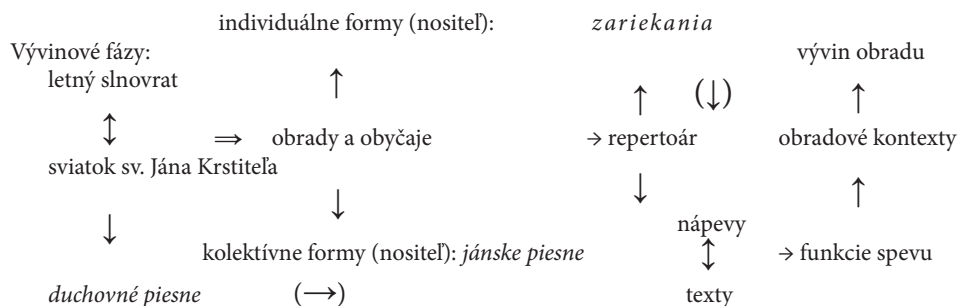 individuálne formy (nositeľ): zariekania
Vývinové fázy: vývin obradu
letný slnovrat
↑ ↑ (↓) ↑
↕ ⇒ obrady a obyčaje → repertoár obradové kontexty
sviatok sv. Jána Krstiteľa
↓ ↓ ↓ ↑
nápevy
kolektívne formy (nositeľ): jánske piesne ↕ → funkcie spevu
duchovné piesne (→) texty